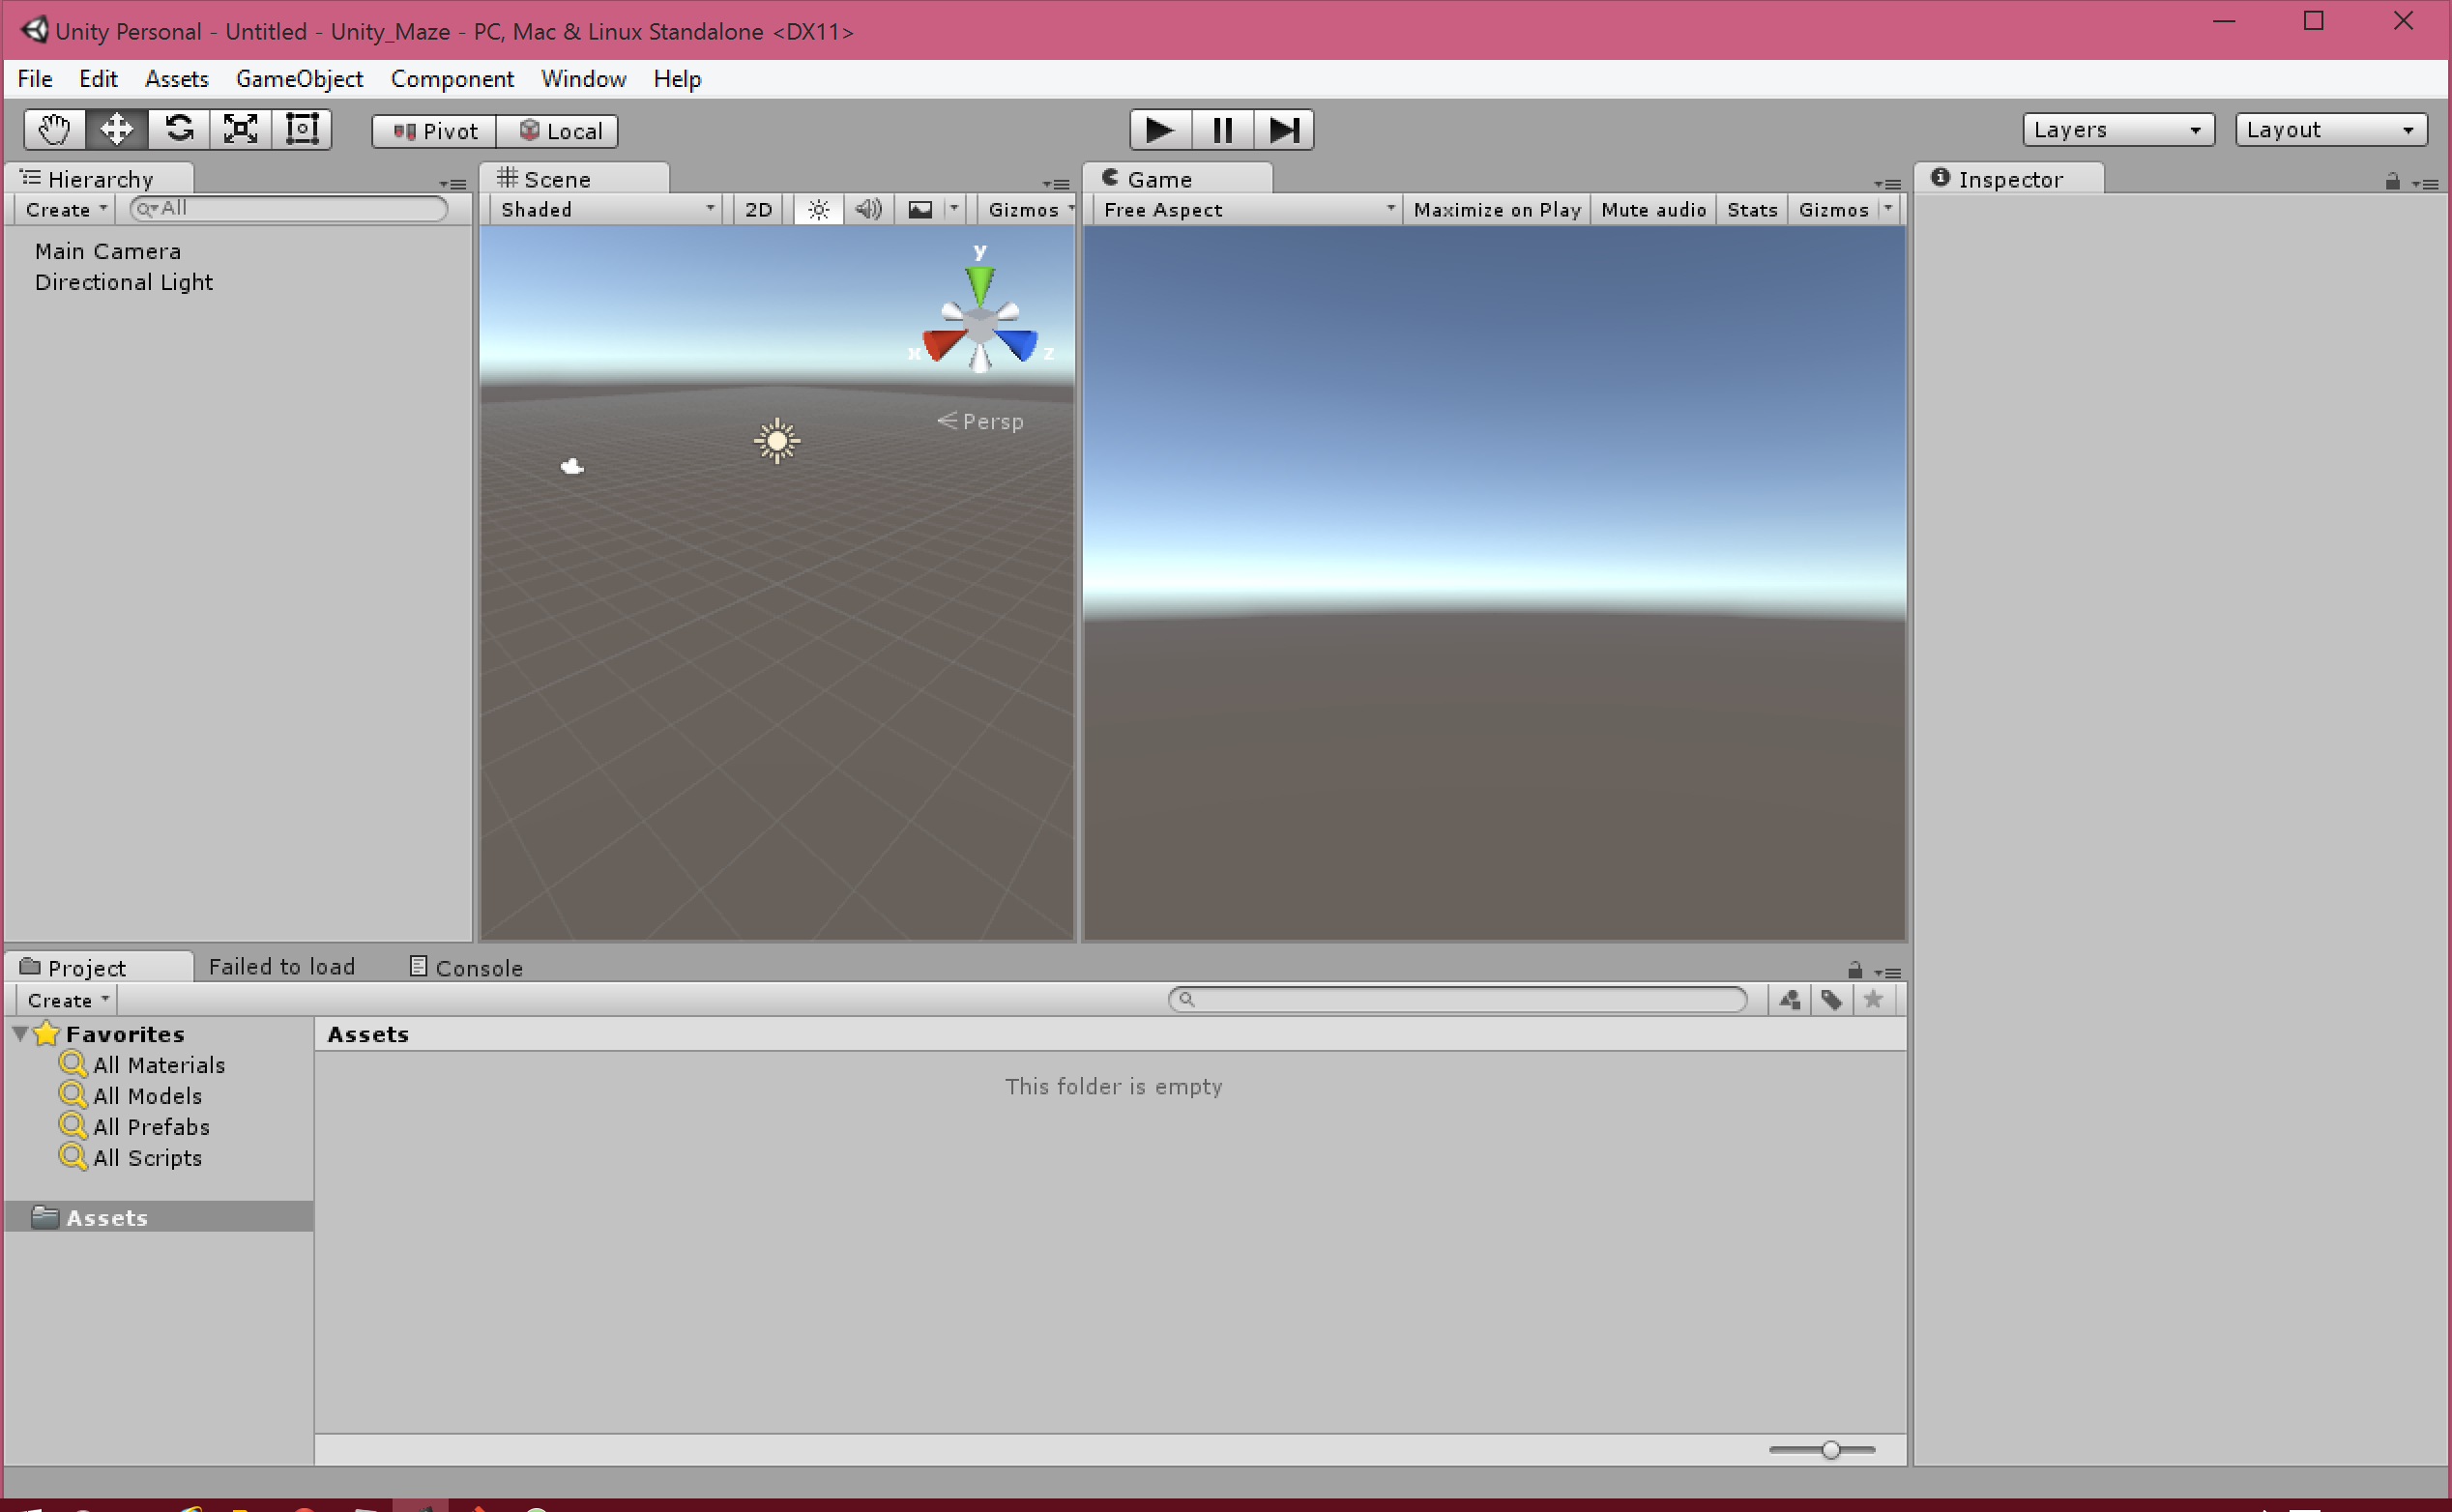 Unity Personal - Untitled - Unity_Maze - PC, Mac & Linux Standalone <DX11>
File Edit Assets GameObject Component Window Help
Pivot Local Layers Layout
Hierarchy
Create All
Main Camera
Directional Light
Scene
Shaded 2D Gizmos
y
x z
Persp
Game
Free Aspect Maximize on Play Mute audio Stats Gizmos
Inspector
Project Failed to load Console
Create
Favorites
All Materials
All Models
All Prefabs
All Scripts
Assets
Assets
This folder is empty